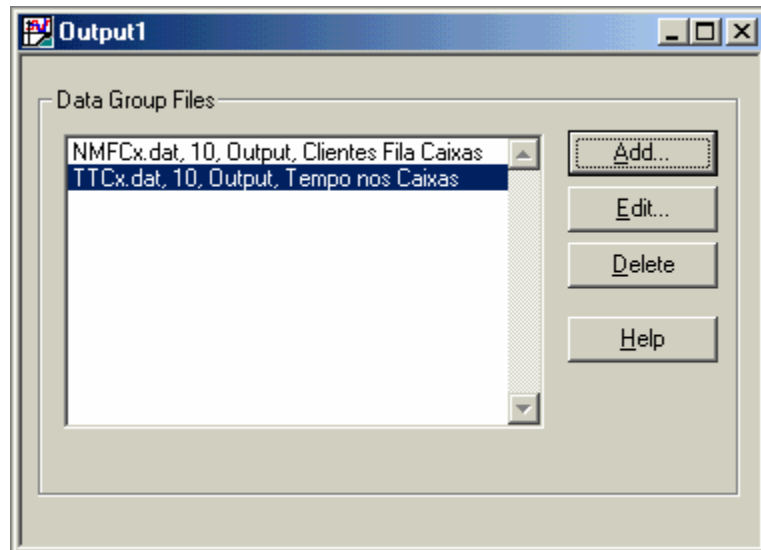 Output1
Data Group Files
NMFCx.dat, 10, Output, Clientes Fila Caixas
TTCx.dat, 10, Output, Tempo nos Caixas
Add...
Edit...
Delete
Help